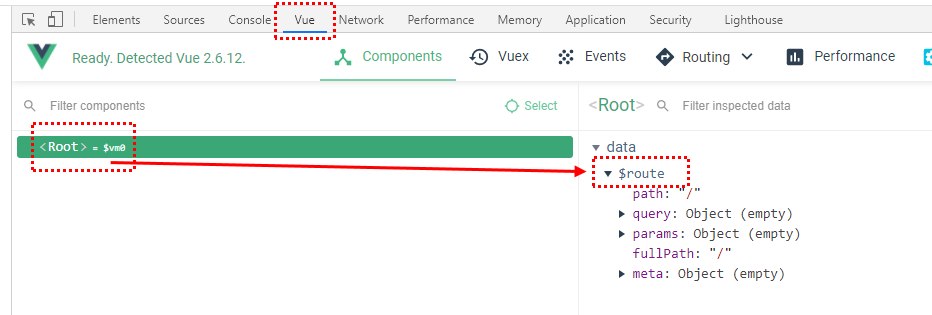 Elements Sources Console Vue Network Performance Memory Application Security Lighthouse
Ready. Detected Vue 2.6.12. Components Vuex Events Routing Performance
Filter components Select
<Root> Filter inspected data
<Root> = $vm0
data
$route
path: "/"
query: Object (empty)
params: Object (empty)
fullPath: "/"
meta: Object (empty)